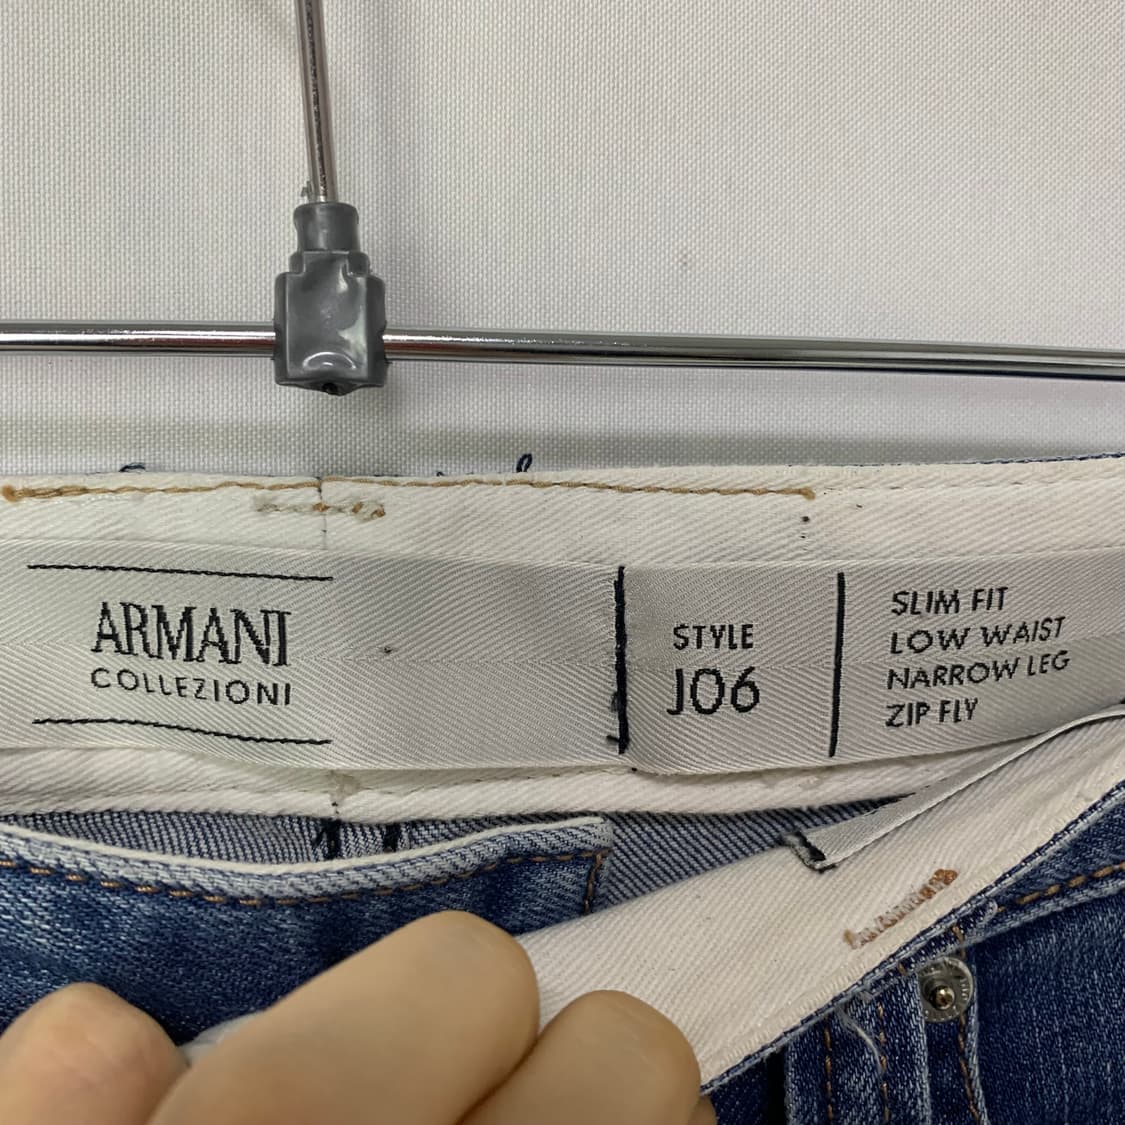 ARMANI
COLLEZIONI
STYLE
J06
SLIM FIT
LOW WAIST
NARROW LEG
ZIP FLY